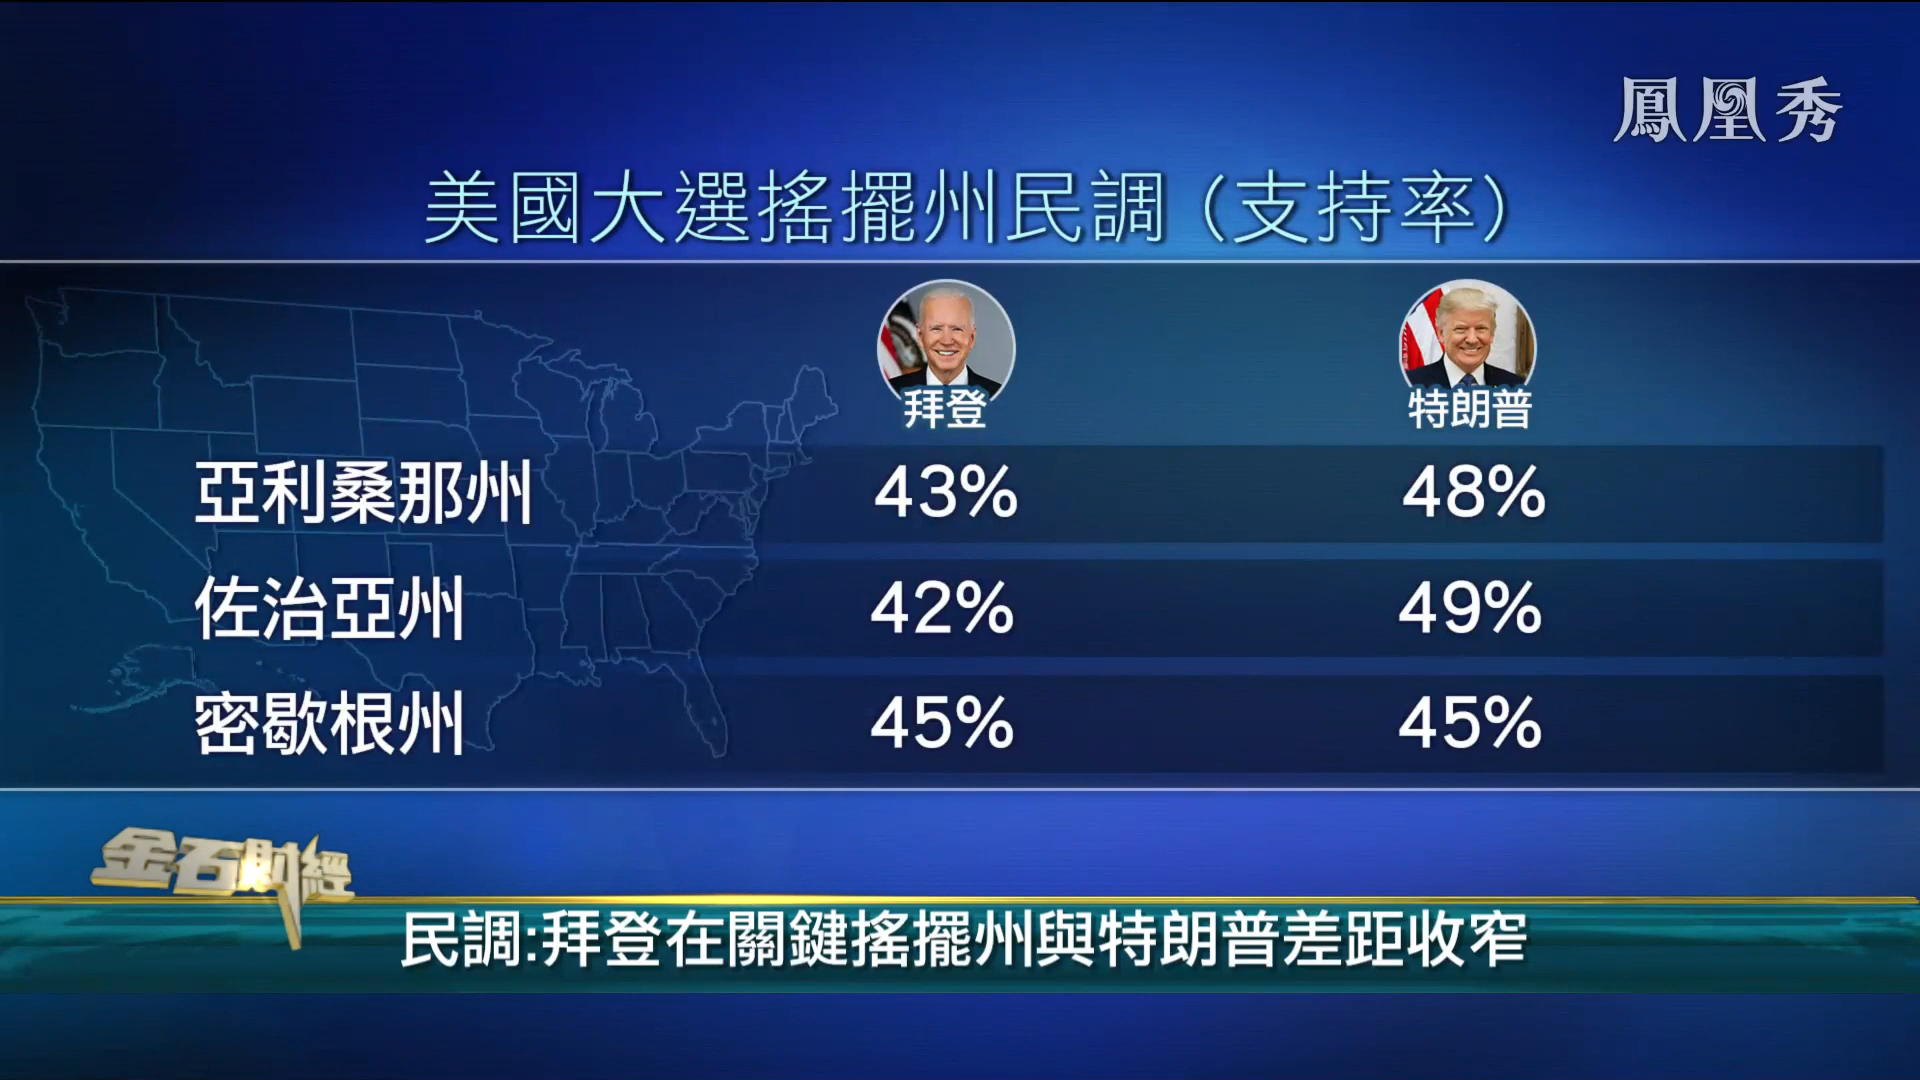 鳳凰秀
美國大選搖擺州民調（支持率）
拜登 特朗普
亞利桑那州 43% 48%
佐治亞州 42% 49%
密歇根州 45% 45%
金石財經
民調:拜登在關鍵搖擺州與特朗普差距收窄